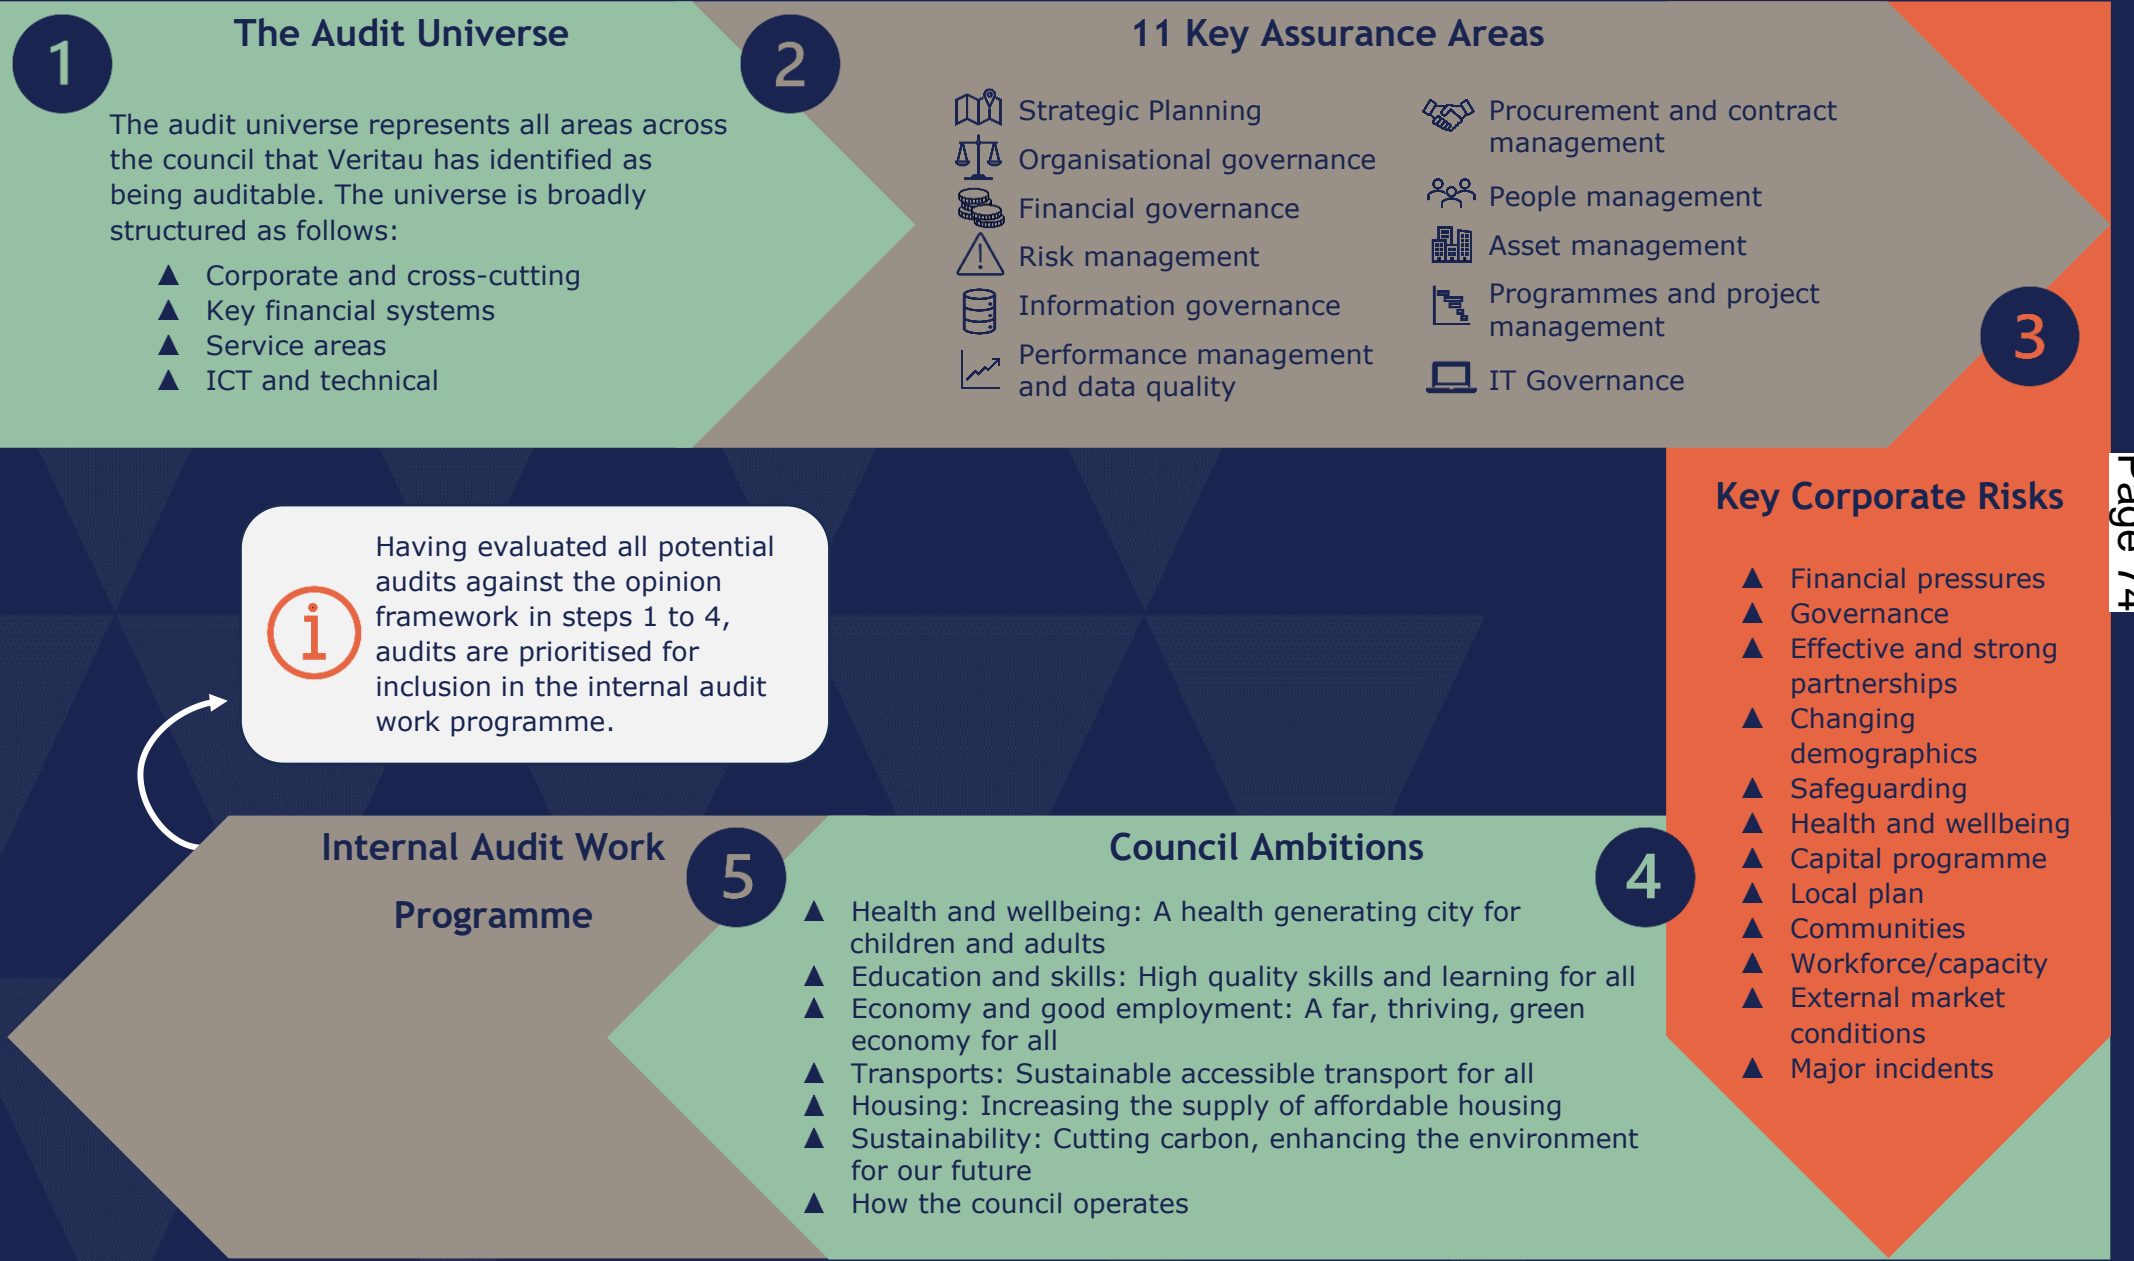 1
The Audit Universe
The audit universe represents all areas across
the council that Veritau has identified as
being auditable. The universe is broadly
structured as follows:
▲ Corporate and cross-cutting
▲ Key financial systems
▲ Service areas
▲ ICT and technical
2
11 Key Assurance Areas
Strategic Planning
Organisational governance
Financial governance
Risk management
Information governance
Performance management
and data quality
Procurement and contract
management
People management
Asset management
Programmes and project
management
IT Governance
3
Key Corporate Risks
▲ Financial pressures
▲ Governance
▲ Effective and strong
partnerships
▲ Changing
demographics
▲ Safeguarding
▲ Health and wellbeing
▲ Capital programme
▲ Local plan
▲ Communities
▲ Workforce/capacity
▲ External market
conditions
▲ Major incidents
4
Council Ambitions
▲ Health and wellbeing: A health generating city for
children and adults
▲ Education and skills: High quality skills and learning for all
▲ Economy and good employment: A far, thriving, green
economy for all
▲ Transports: Sustainable accessible transport for all
▲ Housing: Increasing the supply of affordable housing
▲ Sustainability: Cutting carbon, enhancing the environment
for our future
▲ How the council operates
5
Internal Audit Work
Programme
i
Having evaluated all potential
audits against the opinion
framework in steps 1 to 4,
audits are prioritised for
inclusion in the internal audit
work programme.
Page 74